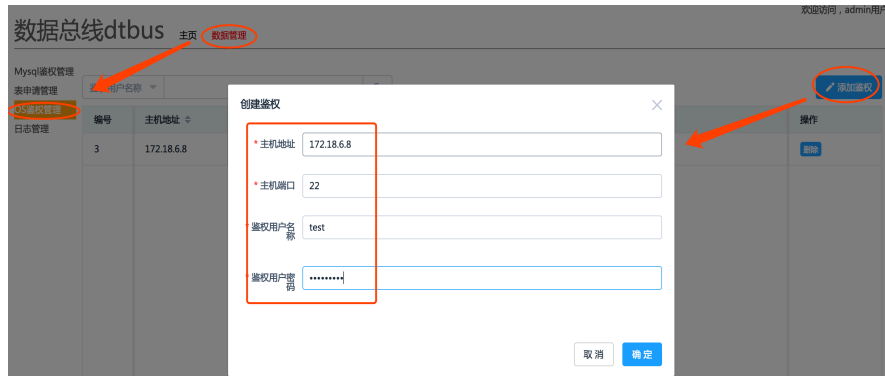 欢迎访问，admin用户
数据总线dtbus 主页 数据管理
Mysql鉴权管理
表申请管理
OS鉴权管理
日志管理
用户名称
添加鉴权
编号 主机地址 操作
3 172.18.6.8 删除
创建鉴权
* 主机地址 172.18.6.8
* 主机端口 22
* 鉴权用户名
称
test
* 鉴权用户密
码
•••••••••
取 消 确 定